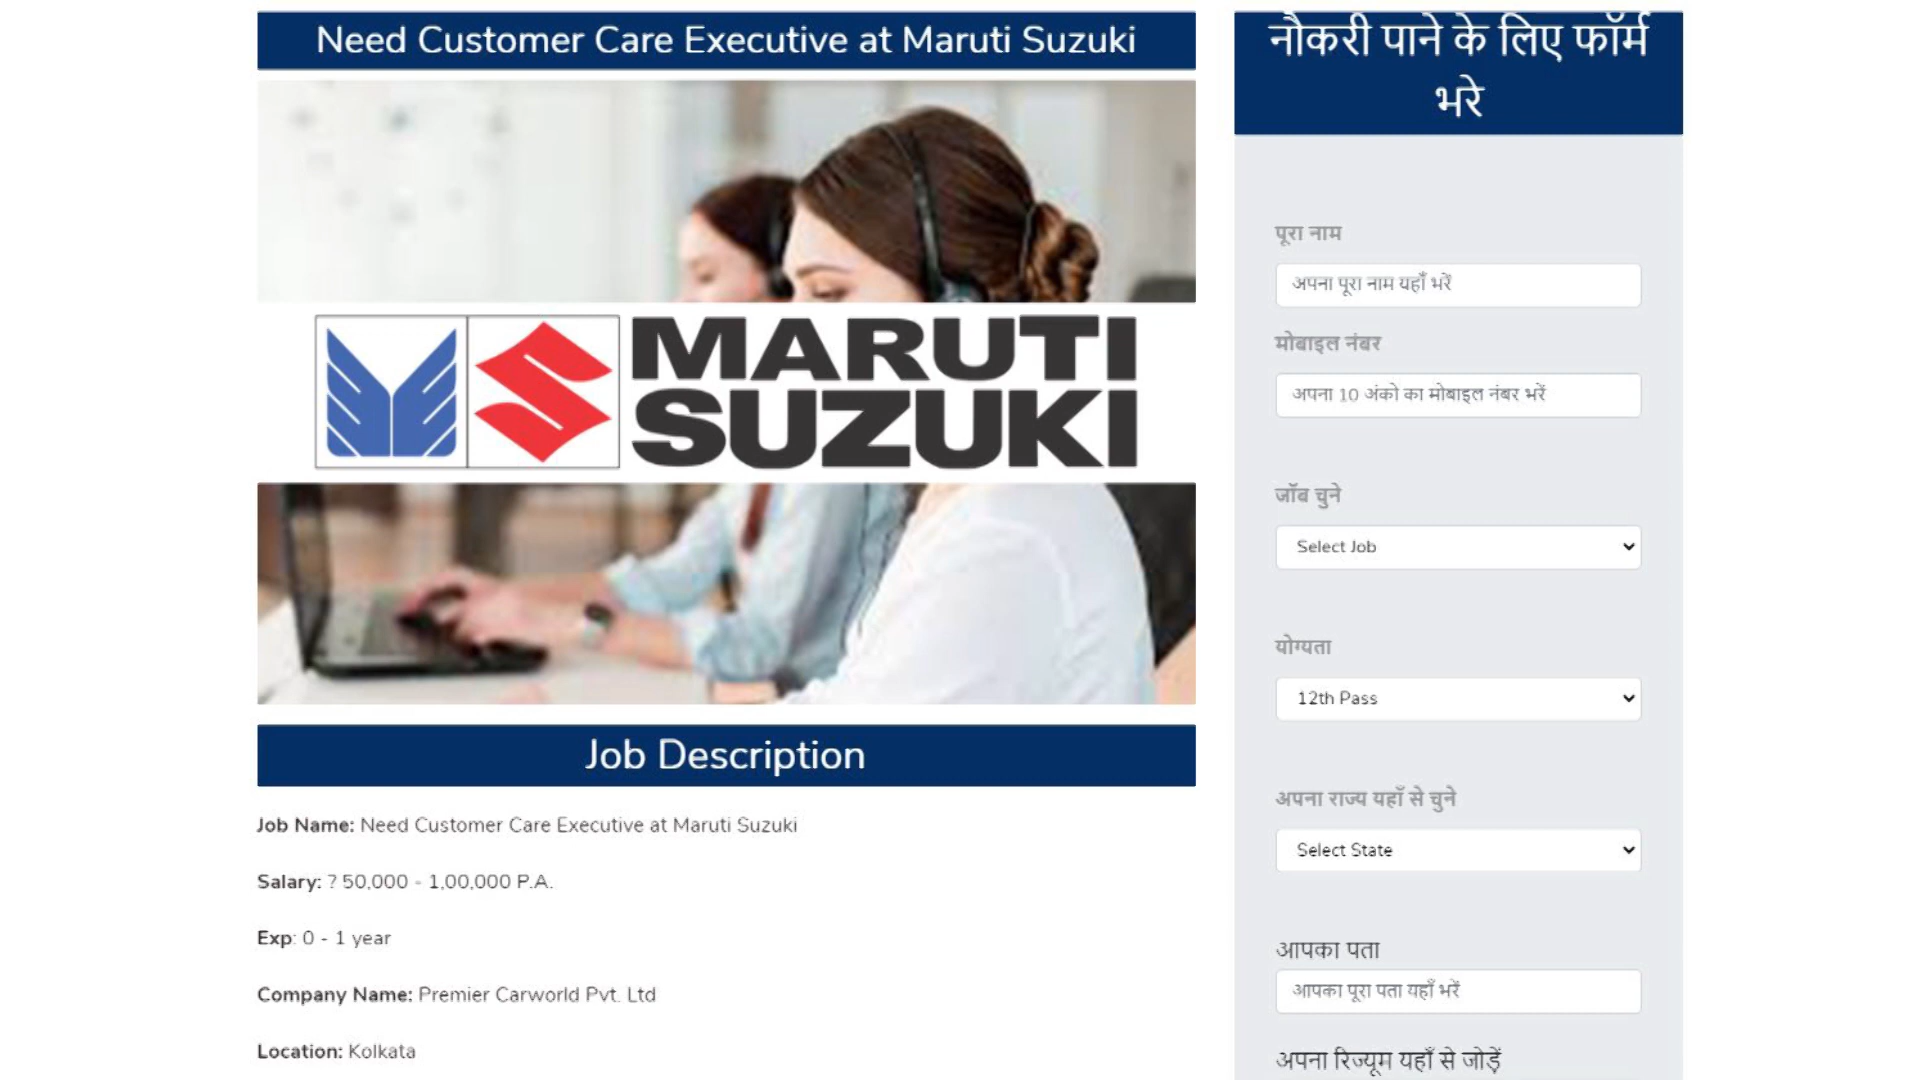 Need Customer Care Executive at Maruti Suzuki
MARUTI
SUZUKI
Job Description
Job Name: Need Customer Care Executive at Maruti Suzuki
Salary: ? 50,000 - 1,00,000 P.A.
Exp: 0 - 1 year
Company Name: Premier Carworld Pvt. Ltd
Location: Kolkata
नौकरी पाने के लिए फॉर्म
भरे
पूरा नाम
अपना पूरा नाम यहाँ भरें
मोबाइल नंबर
अपना 10 अंको का मोबाइल नंबर भरें
जॉब चुने
Select Job
योग्यता
12th Pass
अपना राज्य यहाँ से चुने
Select State
आपका पता
आपका पूरा पता यहाँ भरें
अपना रिज्यूम यहाँ से जोड़ें